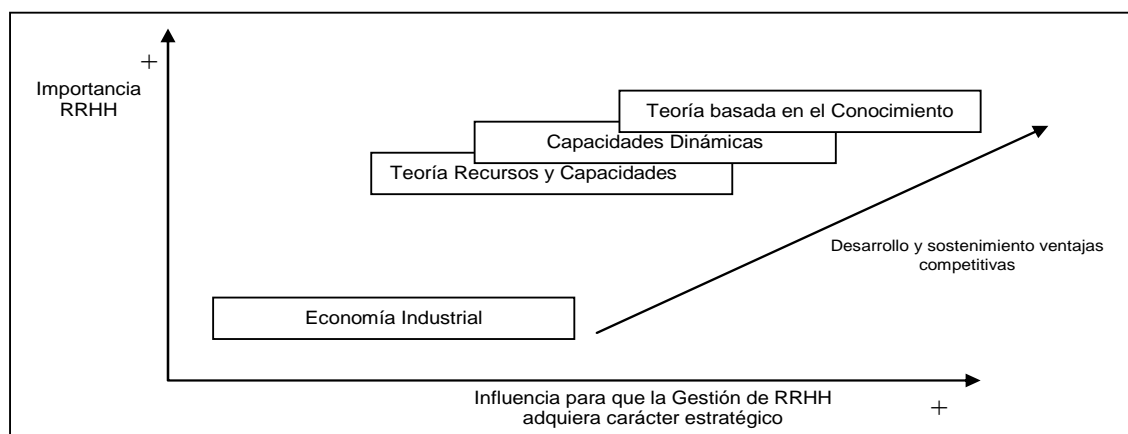 +
Importancia
RRHH
Teoría basada en el Conocimiento
Capacidades Dinámicas
Teoría Recursos y Capacidades
Desarrollo y sostenimiento ventajas
competitivas
Economía Industrial
Influencia para que la Gestión de RRHH
adquiera carácter estratégico
+